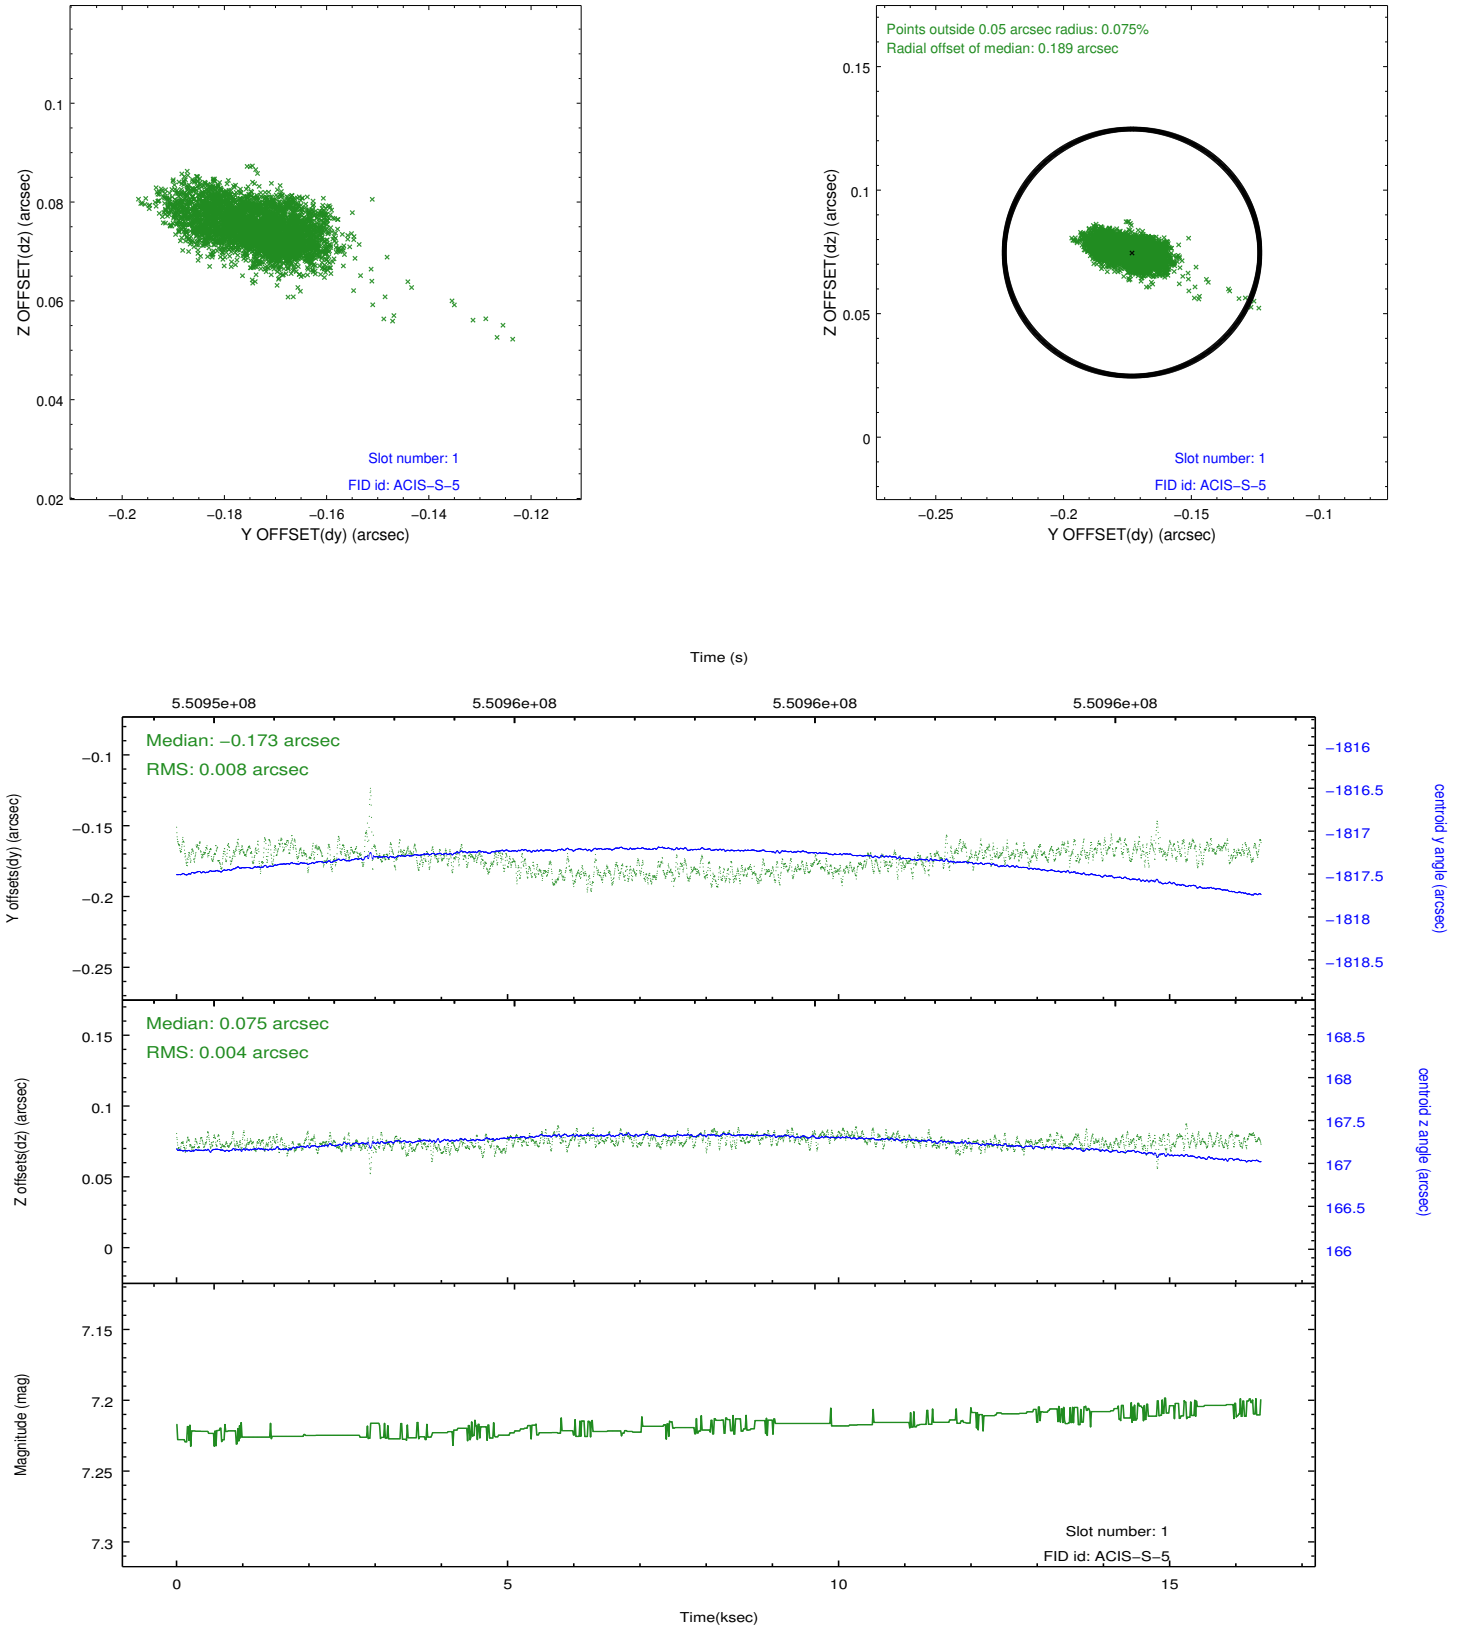 0.1
0.08
0.06
0.04
0.02
Z OFFSET(dz) (arcsec)
−0.2 −0.18 −0.16 −0.14 −0.12
Y OFFSET(dy) (arcsec)
Slot number: 1
FID id: ACIS−S−5
Points outside 0.05 arcsec radius: 0.075%
Radial offset of median: 0.189 arcsec
0.15
0.1
0.05
0
Z OFFSET(dz) (arcsec)
−0.25 −0.2 −0.15 −0.1
Y OFFSET(dy) (arcsec)
Slot number: 1
FID id: ACIS−S−5
Time (s)
5.5095e+08 5.5096e+08 5.5096e+08 5.5096e+08
Median: −0.173 arcsec
RMS: 0.008 arcsec
−0.1
−0.15
−0.2
−0.25
Y offsets(dy) (arcsec)
−1816
−1816.5
−1817
−1817.5
−1818
−1818.5
centroid y angle (arcsec)
Median: 0.075 arcsec
RMS: 0.004 arcsec
0.15
0.1
0.05
0
Z offsets(dz) (arcsec)
168.5
168
167.5
167
166.5
166
centroid z angle (arcsec)
7.15
7.2
7.25
7.3
Magnitude (mag)
Slot number: 1
FID id: ACIS−S−5
0 5 10 15
Time(ksec)